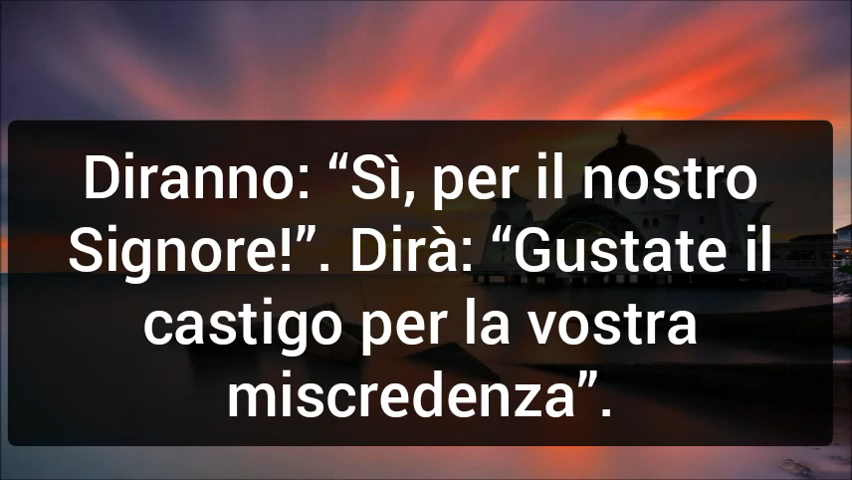 Diranno: “Sì, per il nostro
Signore!”. Dirà: “Gustate il
castigo per la vostra
miscredenza”.